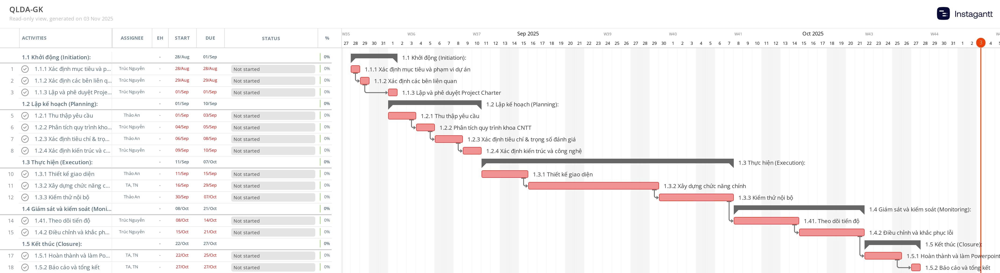 QLDA-GK
Read-only view, generated on 03 Nov 2025
Instagantt
ACTIVITIES ASSIGNEE EH START DUE STATUS %
W35 W36 W37 Sep 2025 W39 W40 W41 Oct 2025 W43 W44
27 28 29 30 31 1 2 3 4 5 6 7 8 9 10 11 12 13 14 15 16 17 18 19 20 21 22 23 24 25 26 27 28 29 30 1 2 3 4 5 6 7 8 9 10 11 12 13 14 15 16 17 18 19 20 21 22 23 24 25 26 27 28 29 30 31 1 2 3 4
1.1 Khởi động (Initiation): - 28/Aug 01/Sep 0% 1.1 Khởi động (Initiation):
1 1.1.1 Xác định mục tiêu và p... Trúc Nguyễn - 28/Aug 28/Aug Not started 0% 1.1.1 Xác định mục tiêu và phạm vi dự án
2 1.1.2 Xác định các bên liên q... Trúc Nguyễn - 29/Aug 29/Aug Not started 0% 1.1.2 Xác định các bên liên quan
3 1.1.3 Lập và phê duyệt Proje... Trúc Nguyễn - 01/Sep 01/Sep Not started 0% 1.1.3 Lập và phê duyệt Project Charter
1.2 Lập kế hoạch (Planning): - 01/Sep 10/Sep 0% 1.2 Lập kế hoạch (Planning):
5 1.2.1 Thu thập yêu cầu Thảo An - 01/Sep 03/Sep Not started 0% 1.2.1 Thu thập yêu cầu
6 1.2.2 Phân tích quy trình kho... Trúc Nguyễn - 04/Sep 05/Sep Not started 0% 1.2.2 Phân tích quy trình khoa CNTT
7 1.2.3 Xác định tiêu chí & trọ... Thảo An - 06/Sep 08/Sep Not started 0% 1.2.3 Xác định tiêu chí & trọng số đánh giá
8 1.2.4 Xác định kiến trúc và c... Trúc Nguyễn - 09/Sep 10/Sep Not started 0% 1.2.4 Xác định kiến trúc và công nghệ
1.3 Thực hiện (Execution): - 11/Sep 07/Oct 0% 1.3 Thực hiện (Execution):
10 1.3.1 Thiết kế giao diện Thảo An - 11/Sep 15/Sep Not started 0% 1.3.1 Thiết kế giao diện
11 1.3.2 Xây dựng chức năng c... TA, TN - 16/Sep 29/Sep Not started 0% 1.3.2 Xây dựng chức năng chính
12 1.3.3 Kiểm thử nội bộ Thảo An - 30/Sep 07/Oct Not started 0% 1.3.3 Kiểm thử nội bộ
1.4 Giám sát và kiểm soát (Moni... - 08/Oct 21/Oct 0% 1.4 Giám sát và kiểm soát (Monitoring):
14 1.41. Theo dõi tiến độ Trúc Nguyễn - 08/Oct 14/Oct Not started 0% 1.41. Theo dõi tiến độ
15 1.4.2 Điều chỉnh và khắc ph... Trúc Nguyễn - 15/Oct 21/Oct Not started 0% 1.4.2 Điều chỉnh và khắc phục lỗi
1.5 Kết thúc (Closure): - 22/Oct 27/Oct 0% 1.5 Kết thúc (Closure):
17 1.5.1 Hoàn thành và làm Po... TA, TN - 22/Oct 25/Oct Not started 0% 1.5.1 Hoàn thành và làm Powerpoint
18 1.5.2 Báo cáo và tổng kết TA, TN - 27/Oct 27/Oct Not started 0% 1.5.2 Báo cáo và tổng kết